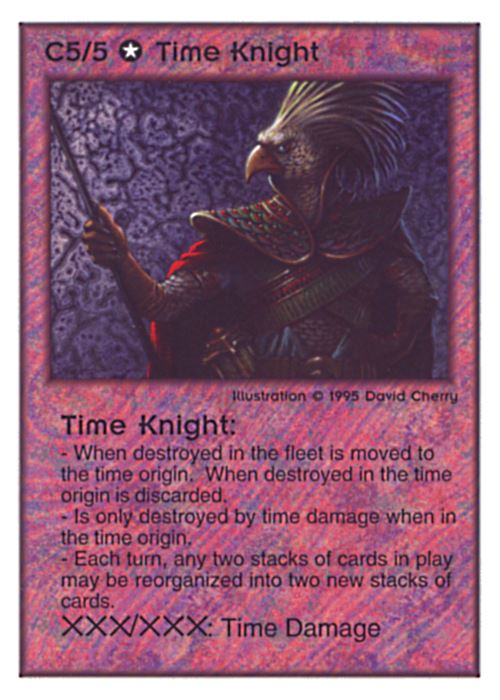 C5/5 ✪ Time Knight
Illustration © 1995 David Cherry
Time Knight:
- When destroyed in the fleet is moved to
the time origin. When destroyed in the time
origin is discarded.
- Is only destroyed by time damage when in
the time origin.
- Each turn, any two stacks of cards in play
may be reorganized into two new stacks of
cards.
XXX/XXX: Time Damage